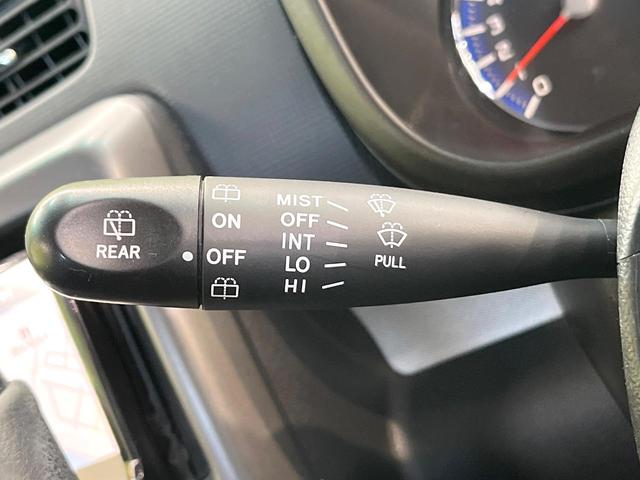 REAR
ON
OFF
MIST
OFF
INT
LO
HI
PULL